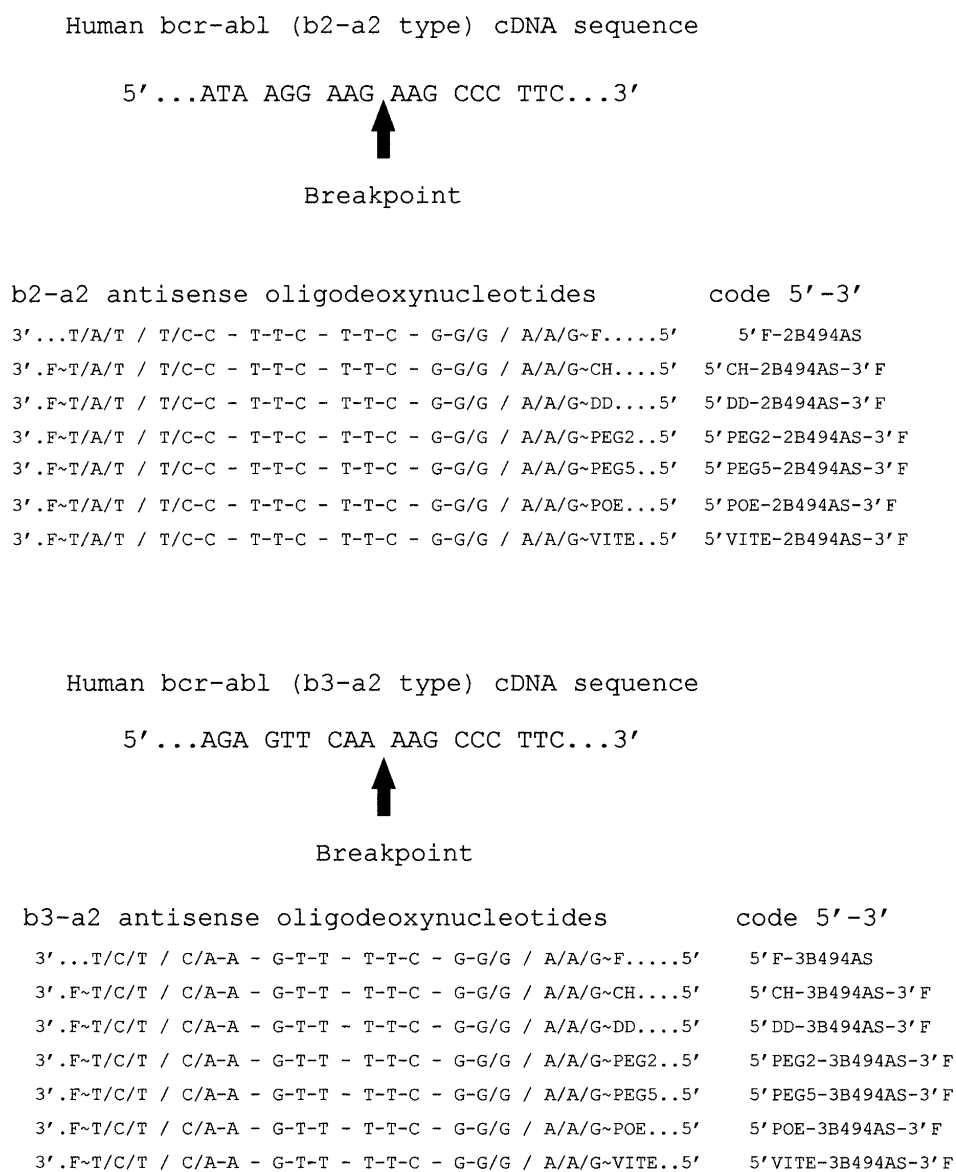 Human bcr-abl (b2-a2 type) cDNA sequence
5'...ATA AGG AAG AAG CCC TTC...3'
Breakpoint
b2-a2 antisense oligodeoxynucleotides code 5'-3'
3'...T/A/T / T/C-C - T-T-C - T-T-C - G-G/G / A/A/G~F.....5' 5'F-2B494AS
3'.F~T/A/T / T/C-C - T-T-C - T-T-C - G-G/G / A/A/G~CH....5' 5'CH-2B494AS-3'F
3'.F~T/A/T / T/C-C - T-T-C - T-T-C - G-G/G / A/A/G~DD....5' 5'DD-2B494AS-3'F
3'.F~T/A/T / T/C-C - T-T-C - T-T-C - G-G/G / A/A/G~PEG2..5' 5'PEG2-2B494AS-3'F
3'.F~T/A/T / T/C-C - T-T-C - T-T-C - G-G/G / A/A/G~PEG5..5' 5'PEG5-2B494AS-3'F
3'.F~T/A/T / T/C-C - T-T-C - T-T-C - G-G/G / A/A/G~POE...5' 5'POE-2B494AS-3'F
3'.F~T/A/T / T/C-C - T-T-C - T-T-C - G-G/G / A/A/G~VITE..5' 5'VITE-2B494AS-3'F
Human bcr-abl (b3-a2 type) cDNA sequence
5'...AGA GTT CAA AAG CCC TTC...3'
Breakpoint
b3-a2 antisense oligodeoxynucleotides code 5'-3'
3'...T/C/T / C/A-A - G-T-T - T-T-C - G-G/G / A/A/G~F.....5' 5'F-3B494AS
3'.F~T/C/T / C/A-A - G-T-T - T-T-C - G-G/G / A/A/G~CH....5' 5'CH-3B494AS-3'F
3'.F~T/C/T / C/A-A - G-T-T - T-T-C - G-G/G / A/A/G~DD....5' 5'DD-3B494AS-3'F
3'.F~T/C/T / C/A-A - G-T-T - T-T-C - G-G/G / A/A/G~PEG2..5' 5'PEG2-3B494AS-3'F
3'.F~T/C/T / C/A-A - G-T-T - T-T-C - G-G/G / A/A/G~PEG5..5' 5'PEG5-3B494AS-3'F
3'.F~T/C/T / C/A-A - G-T-T - T-T-C - G-G/G / A/A/G~POE...5' 5'POE-3B494AS-3'F
3'.F~T/C/T / C/A-A - G-T-T - T-T-C - G-G/G / A/A/G~VITE..5' 5'VITE-3B494AS-3'F